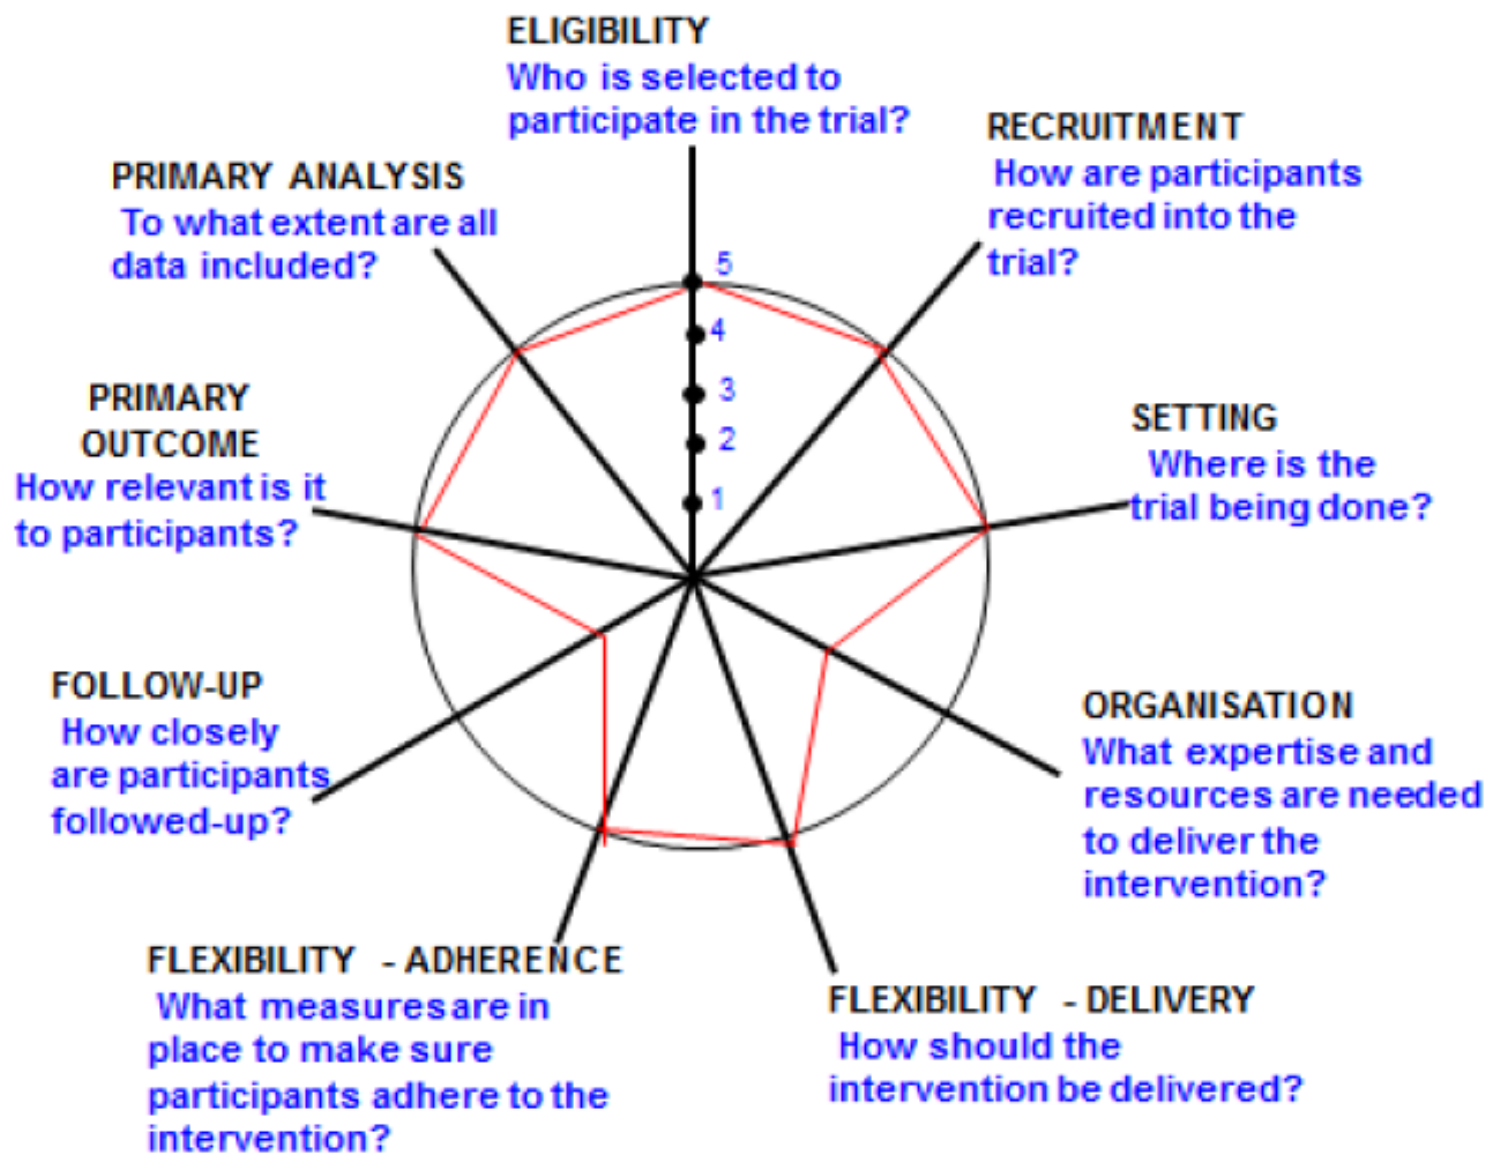 ELIGIBILITY
Who is selected to
participate in the trial?
RECRUITMENT
How are participants
recruited into the
trial?
SETTING
Where is the
trial being done?
ORGANISATION
What expertise and
resources are needed
to deliver the
intervention?
FLEXIBILITY - DELIVERY
How should the
intervention be delivered?
FLEXIBILITY - ADHERENCE
What measures are in
place to make sure
participants adhere to the
intervention?
FOLLOW-UP
How closely
are participants
followed-up?
PRIMARY
OUTCOME
How relevant is it
to participants?
PRIMARY ANALYSIS
To what extent are all
data included?
5
4
3
2
1